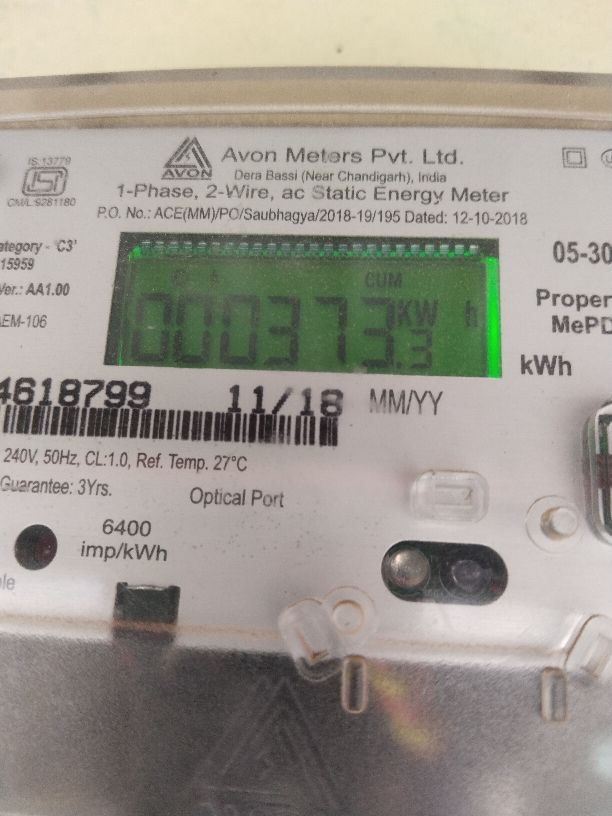 IS:13779
ISI
CM/L:9281180
AVON
Avon Meters Pvt. Ltd.
Dera Bassi (Near Chandigarh), India
1-Phase, 2-Wire, ac Static Energy Meter
P.O. No.: ACE(MM)/PO/Saubhagya/2018-19/195 Dated: 12-10-2018
ategory - 'C3'
15959
Ver.: AA1.00
EM-106
CUM
000373.3 KW h
05-30
Proper
MePD
kWh
4618799 11/18 MM/YY
240V, 50Hz, CL:1.0, Ref. Temp. 27°C
Guarantee: 3Yrs.
Optical Port
6400
imp/kWh